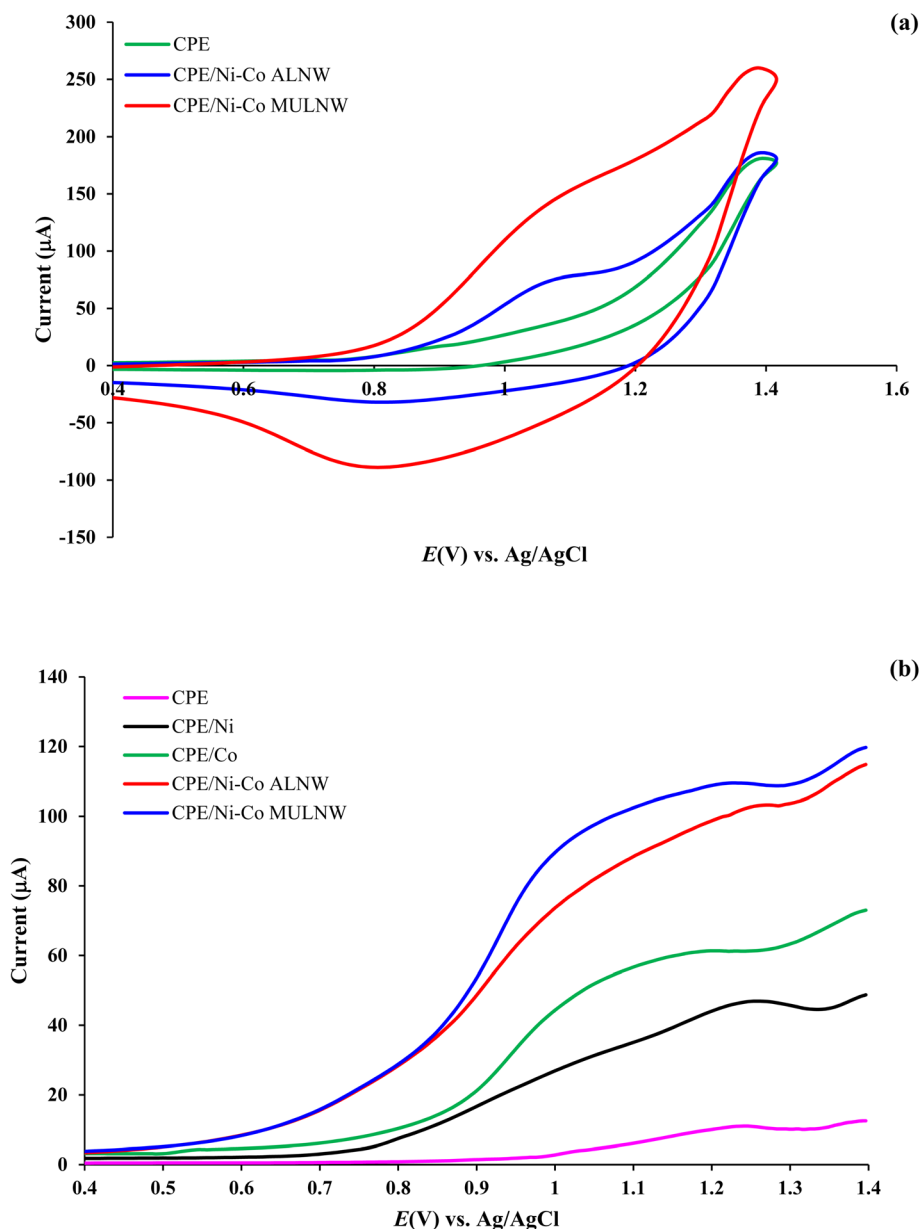 (a)
CPE
CPE/Ni-Co ALNW
CPE/Ni-Co MULNW
300
250
200
150
100
50
0
-50
-100
-150
0.4 0.6 0.8 1 1.2 1.4 1.6
Current (µA)
E(V) vs. Ag/AgCl
(b)
CPE
CPE/Ni
CPE/Co
CPE/Ni-Co ALNW
CPE/Ni-Co MULNW
140
120
100
80
60
40
20
0
0.4 0.5 0.6 0.7 0.8 0.9 1 1.1 1.2 1.3 1.4
Current (µA)
E(V) vs. Ag/AgCl